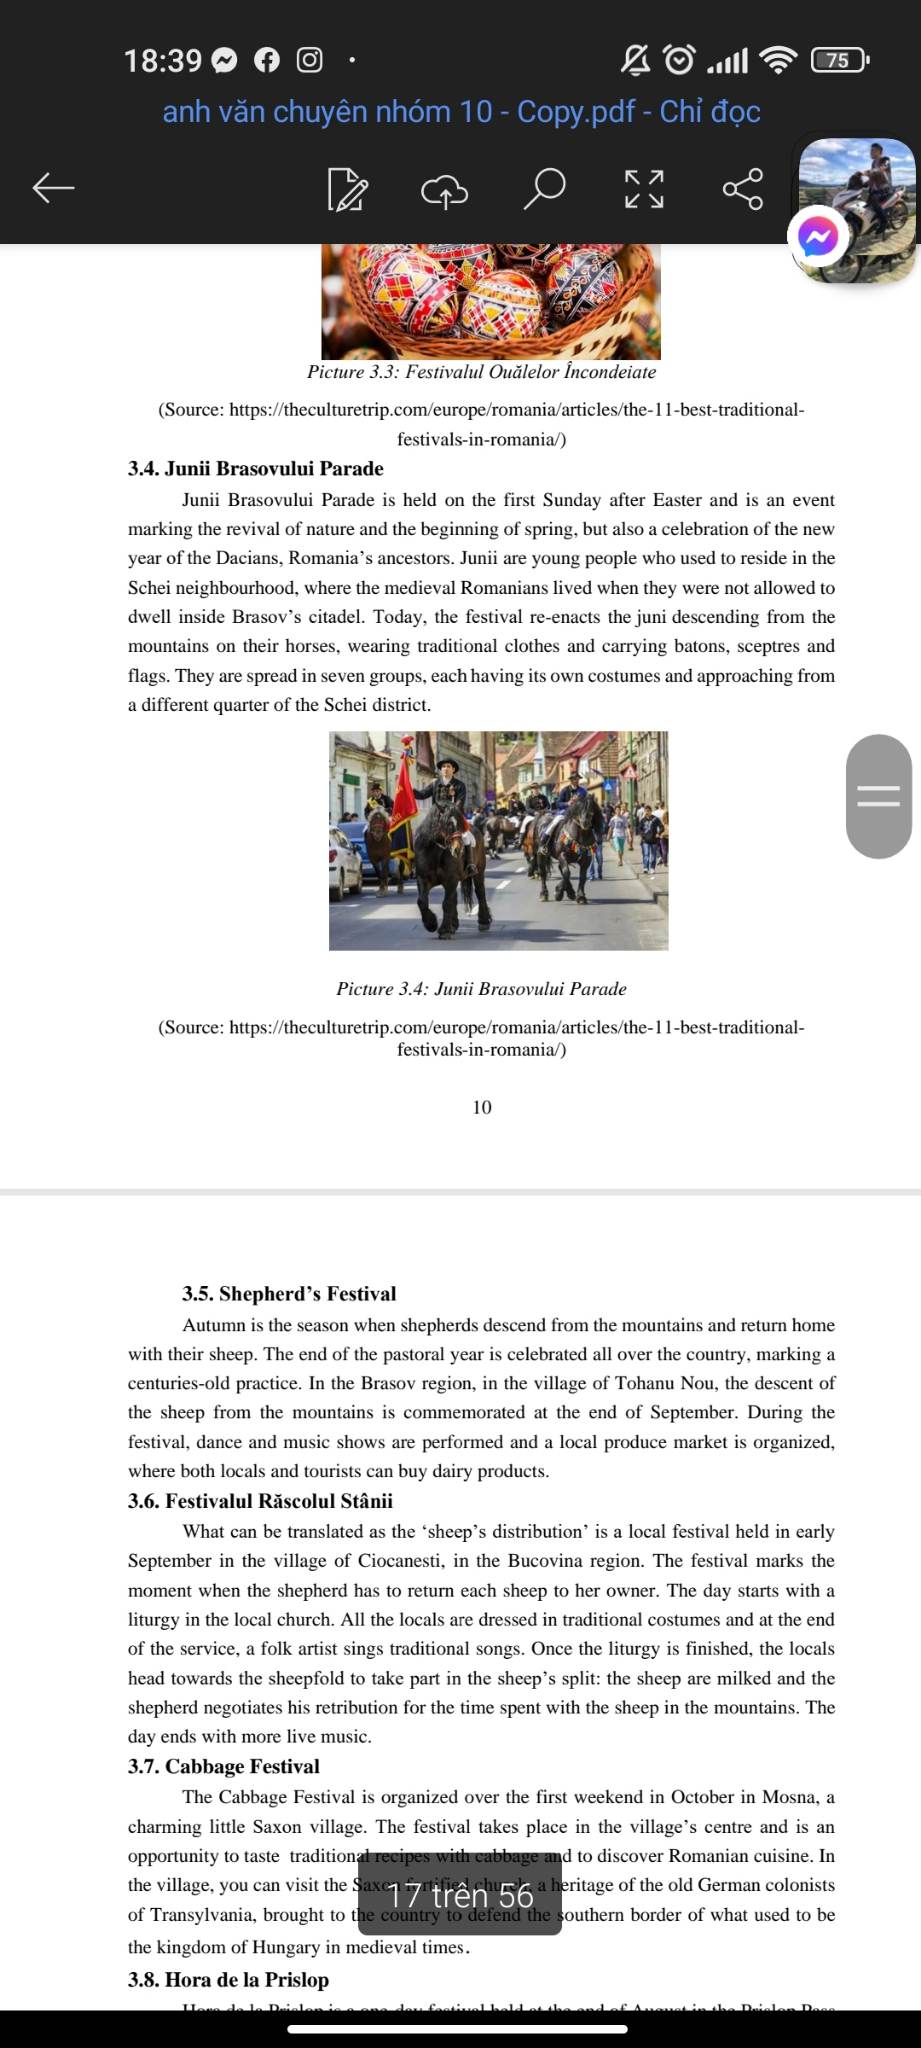 18:39
75
anh văn chuyên nhóm 10 - Copy.pdf - Chỉ đọc
Picture 3.3: Festivalul Ouălelor Încondeiate
(Source: https://theculturetrip.com/europe/romania/articles/the-11-best-traditional-
festivals-in-romania/)
3.4. Junii Brasovului Parade
Junii Brasovului Parade is held on the first Sunday after Easter and is an event
marking the revival of nature and the beginning of spring, but also a celebration of the new
year of the Dacians, Romania's ancestors. Junii are young people who used to reside in the
Schei neighbourhood, where the medieval Romanians lived when they were not allowed to
dwell inside Brasov's citadel. Today, the festival re-enacts the juni descending from the
mountains on their horses, wearing traditional clothes and carrying batons, sceptres and
flags. They are spread in seven groups, each having its own costumes and approaching from
a different quarter of the Schei district.
Picture 3.4: Junii Brasovului Parade
(Source: https://theculturetrip.com/europe/romania/articles/the-11-best-traditional-
festivals-in-romania/)
10
3.5. Shepherd's Festival
Autumn is the season when shepherds descend from the mountains and return home
with their sheep. The end of the pastoral year is celebrated all over the country, marking a
centuries-old practice. In the Brasov region, in the village of Tohanu Nou, the descent of
the sheep from the mountains is commemorated at the end of September. During the
festival, dance and music shows are performed and a local produce market is organized,
where both locals and tourists can buy dairy products.
3.6. Festivalul Răscolul Stânii
What can be translated as the ‘sheep's distribution’ is a local festival held in early
September in the village of Ciocanesti, in the Bucovina region. The festival marks the
moment when the shepherd has to return each sheep to her owner. The day starts with a
liturgy in the local church. All the locals are dressed in traditional costumes and at the end
of the service, a folk artist sings traditional songs. Once the liturgy is finished, the locals
head towards the sheepfold to take part in the sheep's split: the sheep are milked and the
shepherd negotiates his retribution for the time spent with the sheep in the mountains. The
day ends with more live music.
3.7. Cabbage Festival
The Cabbage Festival is organized over the first weekend in October in Mosna, a
charming little Saxon village. The festival takes place in the village's centre and is an
opportunity to taste traditional recipes with cabbage and to discover Romanian cuisine. In
the village, you can visit the Saxon fortified church, a heritage of the old German colonists
17 trên 56
of Transylvania, brought to the country to defend the southern border of what used to be
the kingdom of Hungary in medieval times.
3.8. Hora de la Prislop
Hora de la Prislop is a one-day festival held at the end of August in the Prislop Pass